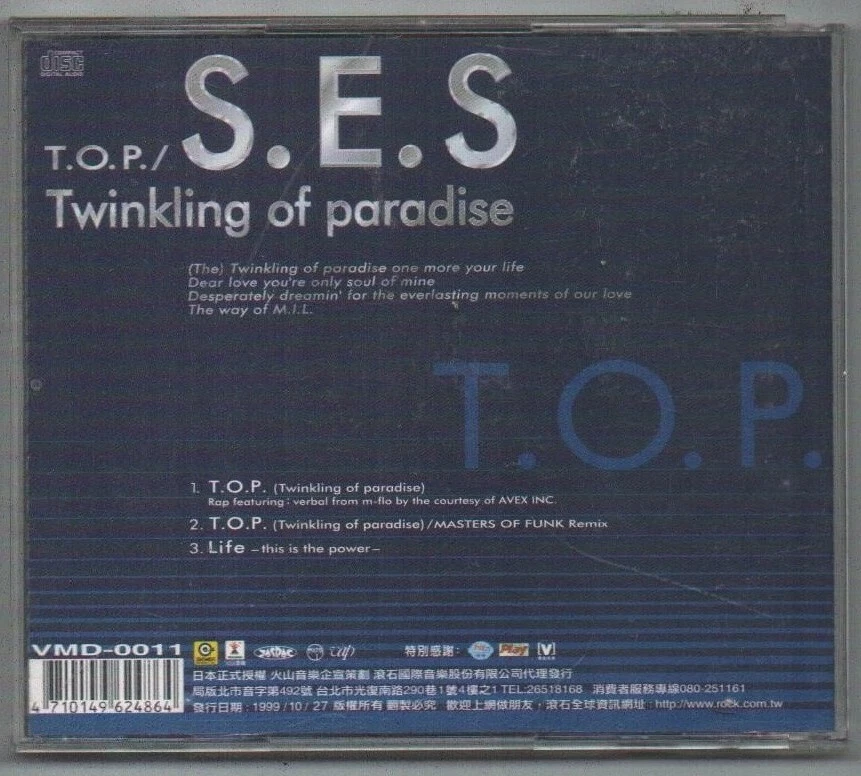 COMPACT
disc
DIGITAL AUDIO
T.O.P./ S.E.S
Twinkling of paradise
(The) Twinkling of paradise one more your life
Dear love you're only soul of mine
Desperately dreamin' for the everlasting moments of our love
The way of M.I.L.
T.O.P.
1. T.O.P. (Twinkling of paradise)
Rap featuring : verbal from m-flo by the courtesy of AVEX INC.
2. T.O.P. (Twinkling of paradise)/MASTERS OF FUNK Remix
3. Life –this is the power–
VMD-0011
特別感謝: Play V
4 710149 624864
日本正式授權 火山音樂企宣策劃 滾石國際音樂股份有限公司代理發行
局版北市音字第492號 台北市光復南路290巷1號4樓之1 TEL:26518168 消費者服務專線080-251161
發行日期:1999/10/27 版權所有 翻製必究 歡迎上網做朋友,滾石全球資訊網址:http://www.rock.com.tw